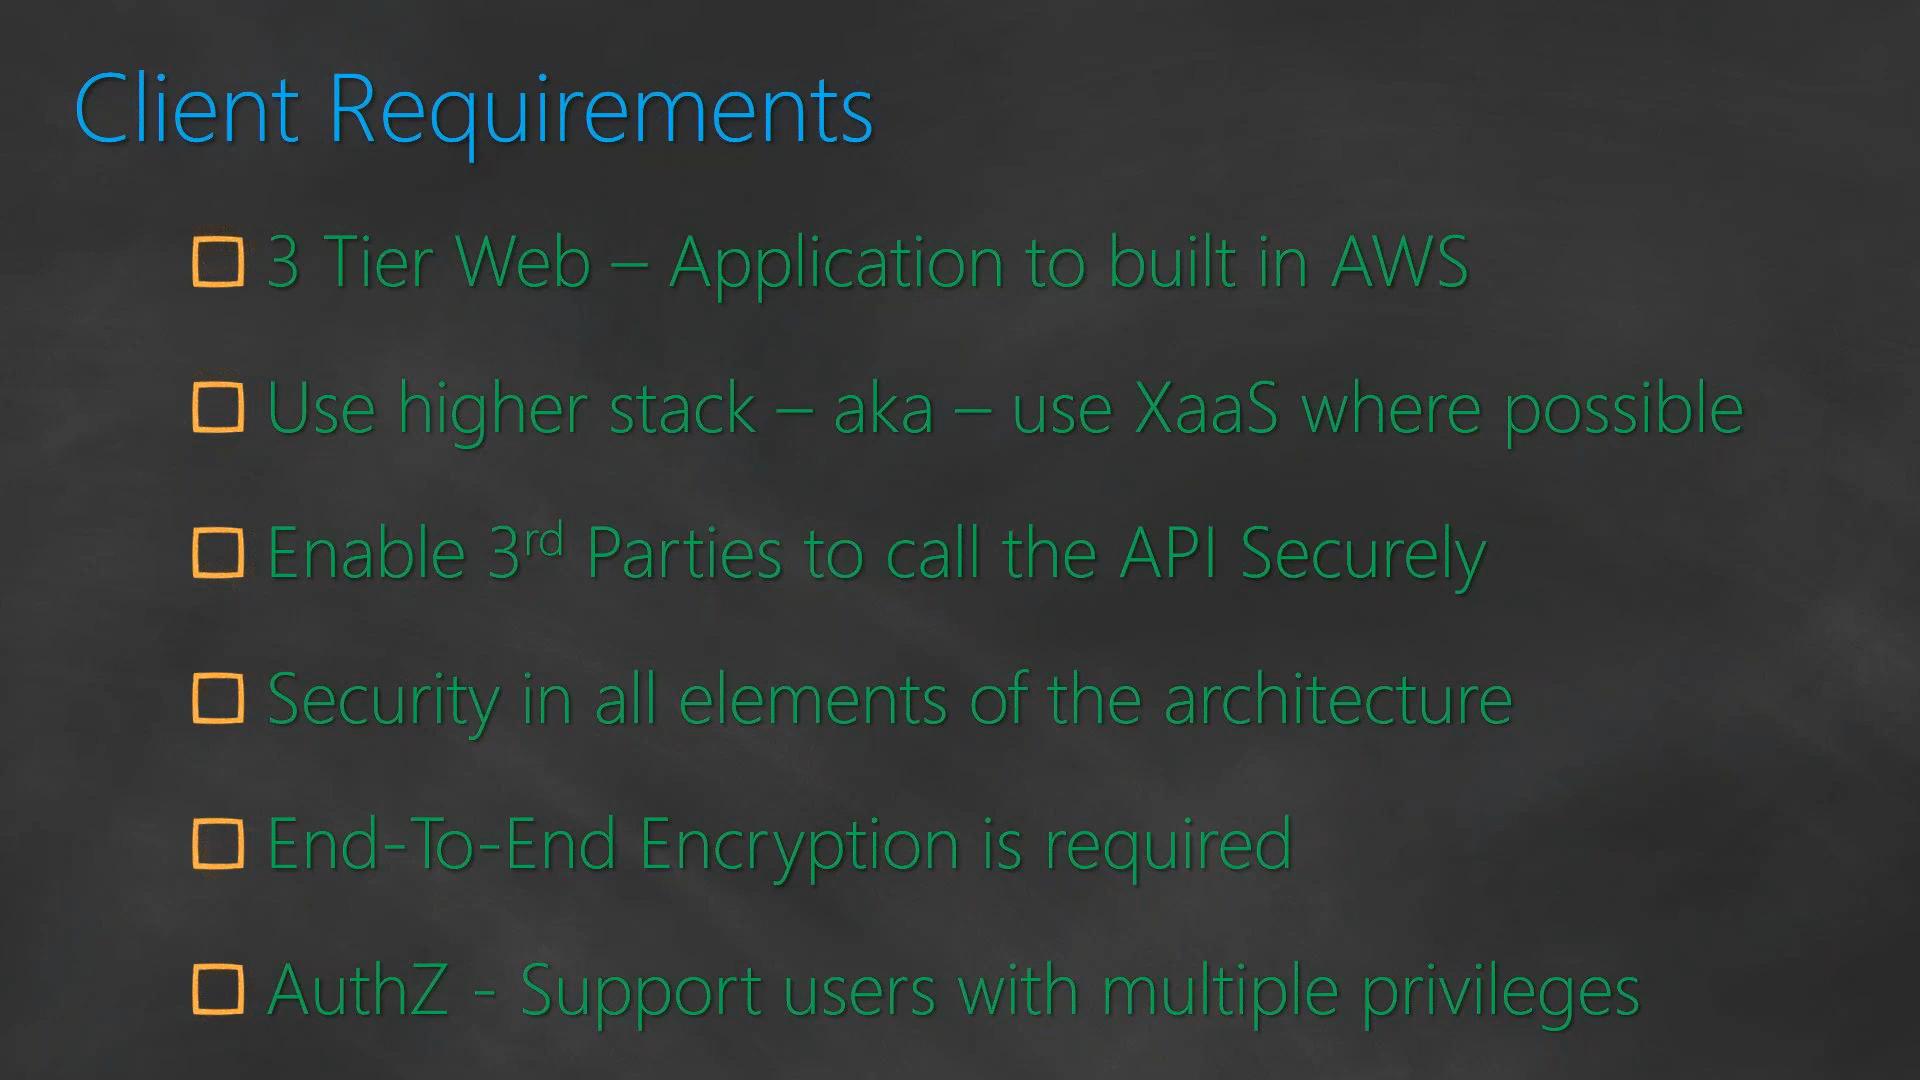 Client Requirements
3 Tier Web – Application to built in AWS
Use higher stack – aka – use XaaS where possible
Enable 3rd Parties to call the API Securely
Security in all elements of the architecture
End-To-End Encryption is required
AuthZ - Support users with multiple privileges